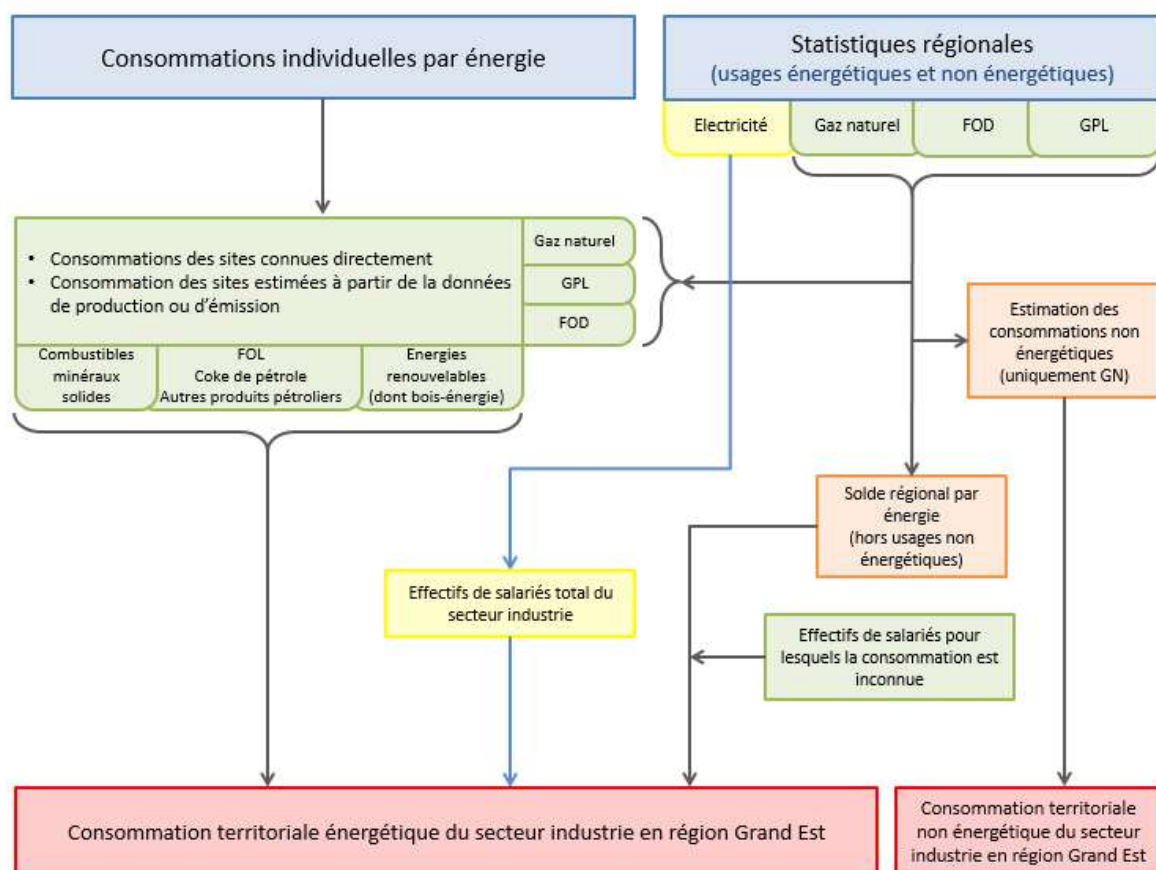 Consommations individuelles par énergie
Statistiques régionales
(usages énergétiques et non énergétiques)
Electricité
Gaz naturel
FOD
GPL
• Consommations des sites connues directement
• Consommation des sites estimées à partir de la données
de production ou d'émission
Gaz naturel
GPL
FOD
Combustibles
minéraux
solides
FOL
Coke de pétrole
Autres produits pétroliers
Energies
renouvelables
(dont bois-énergie)
Estimation des
consommations non
énergétiques
(uniquement GN)
Solde régional par
énergie
(hors usages non
énergétiques)
Effectifs de salariés total du
secteur industrie
Effectifs de salariés pour
lesquels la consommation est
inconnue
Consommation territoriale énergétique du secteur industrie en région Grand Est
Consommation territoriale
non énergétique du secteur
industrie en région Grand Est